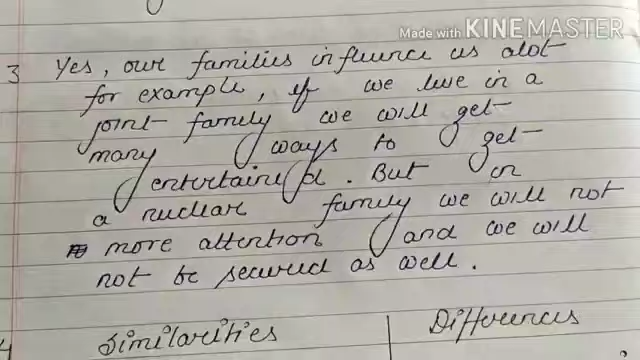 Made with KINEMASTER
3 Yes, our families influence us alot
for example, if we live in a
joint family we will get
many ways to get
entertained. But in
a nuclear family we will not
more attention and we will
not be secured as well.
4 Similarities Differences